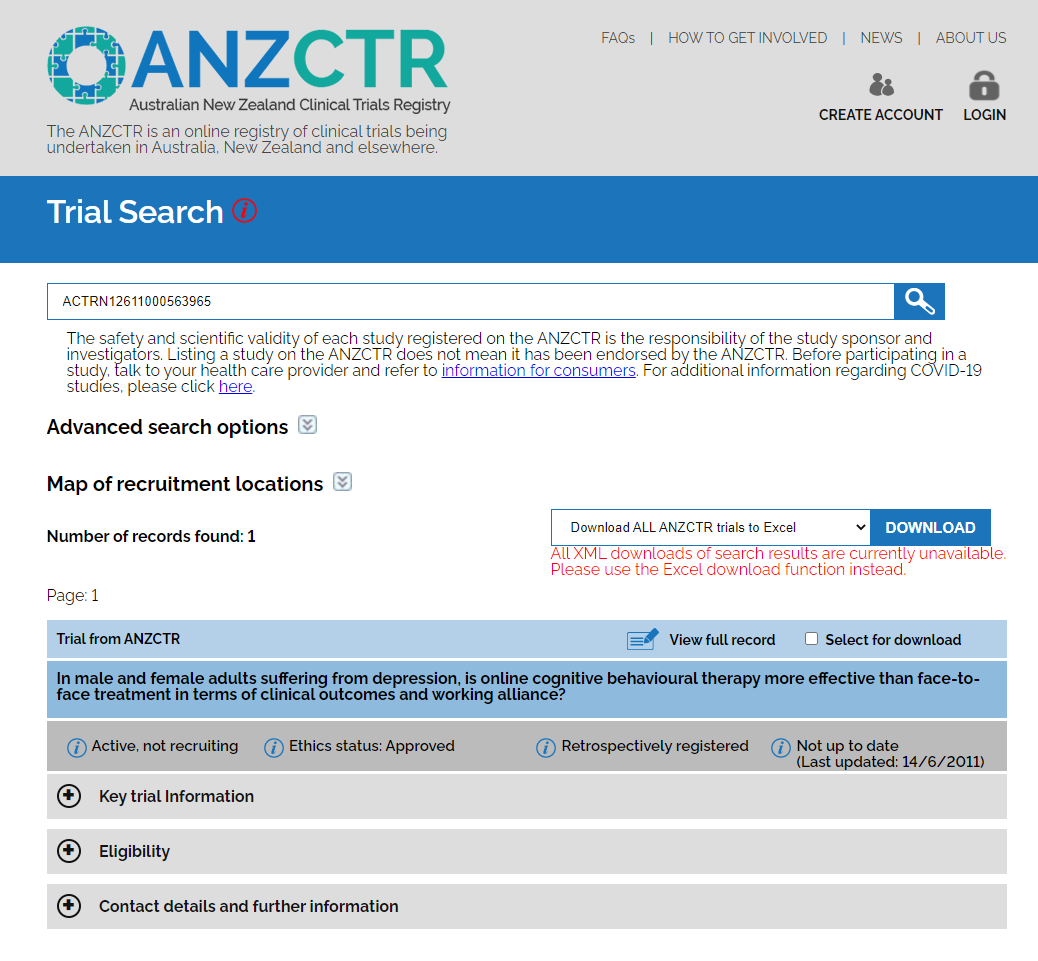 ANZCTR
Australian New Zealand Clinical Trials Registry
The ANZCTR is an online registry of clinical trials being
undertaken in Australia, New Zealand and elsewhere.
FAQs | HOW TO GET INVOLVED | NEWS | ABOUT US
CREATE ACCOUNT LOGIN
Trial Search i
ACTRN12611000563965
The safety and scientific validity of each study registered on the ANZCTR is the responsibility of the study sponsor and
investigators. Listing a study on the ANZCTR does not mean it has been endorsed by the ANZCTR. Before participating in a
study, talk to your health care provider and refer to information for consumers. For additional information regarding COVID-19
studies, please click here.
Advanced search options
Map of recruitment locations
Number of records found: 1
Download ALL ANZCTR trials to Excel DOWNLOAD
All XML downloads of search results are currently unavailable.
Please use the Excel download function instead.
Page: 1
Trial from ANZCTR View full record Select for download
In male and female adults suffering from depression, is online cognitive behavioural therapy more effective than face-to-
face treatment in terms of clinical outcomes and working alliance?
i Active, not recruiting i Ethics status: Approved i Retrospectively registered i Not up to date
(Last updated: 14/6/2011)
Key trial Information
Eligibility
Contact details and further information